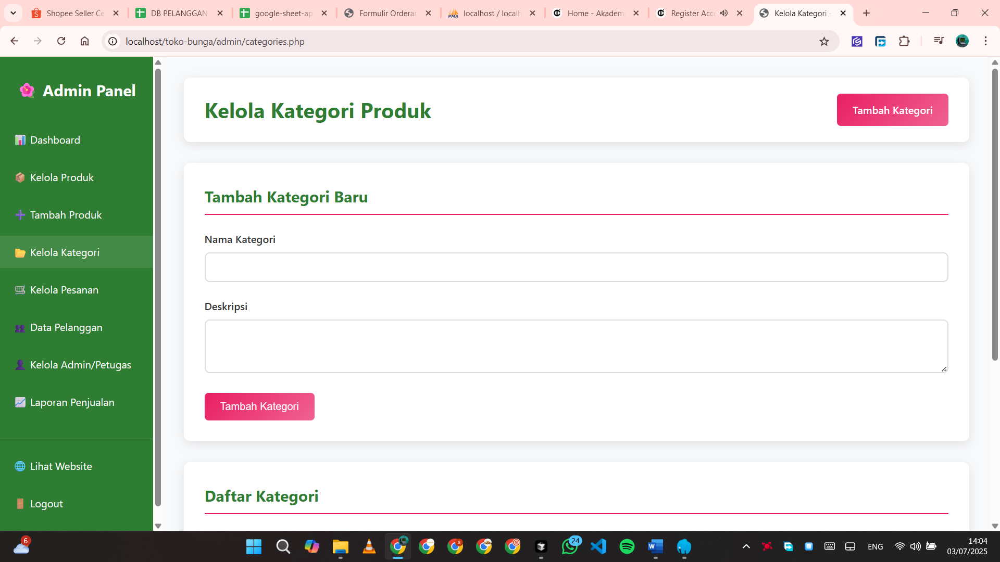 Shopee Seller Ce
DB PELANGGAN
google-sheet-ap
Formulir Orderan
localhost / localh
Home - Akadem
Register Acco
Kelola Kategori -
localhost/toko-bunga/admin/categories.php
Admin Panel
Dashboard
Kelola Produk
Tambah Produk
Kelola Kategori
Kelola Pesanan
Data Pelanggan
Kelola Admin/Petugas
Laporan Penjualan
Lihat Website
Logout
Kelola Kategori Produk
Tambah Kategori
Tambah Kategori Baru
Nama Kategori
Deskripsi
Tambah Kategori
Daftar Kategori
6
24
ENG
14:04
03/07/2025